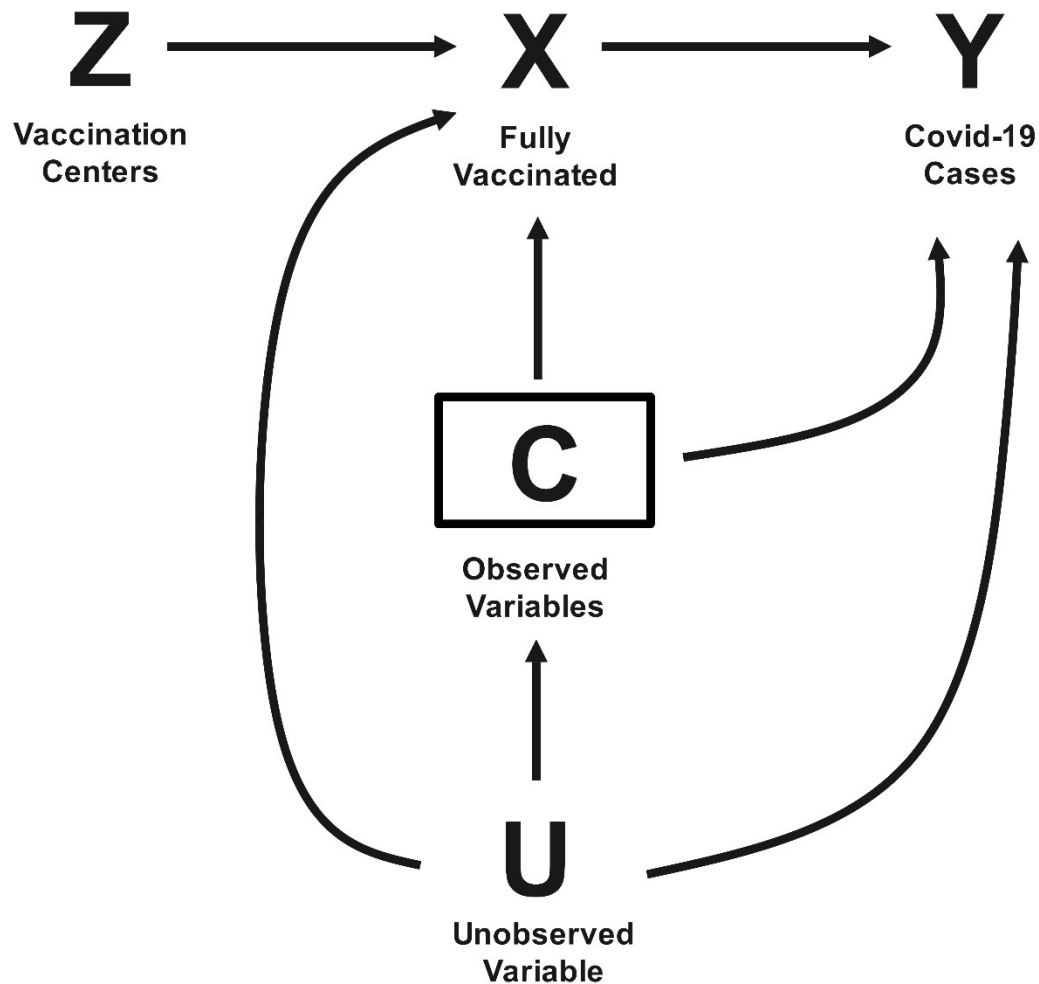 Z
X
Y
Vaccination
Centers
Fully
Vaccinated
Covid-19
Cases
C
Observed
Variables
U
Unobserved
Variable